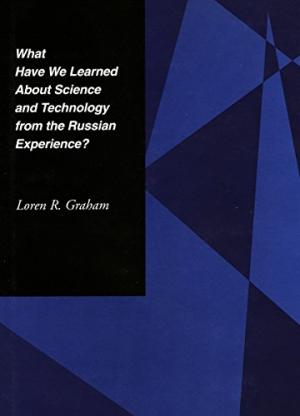 What
Have We Learned
About Science
and Technology
from the Russian
Experience?
Loren R. Graham